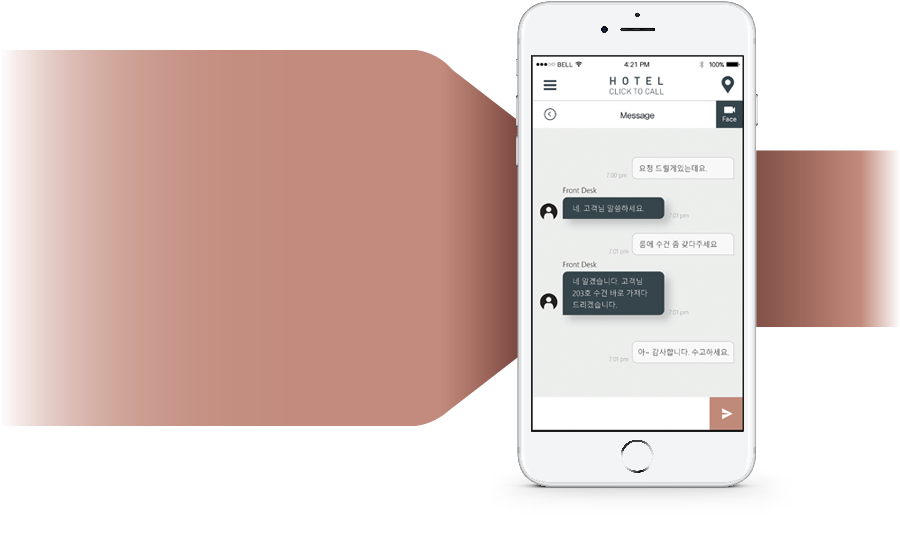 BELL 4:21 PM 100%
HOTEL
CLICK TO CALL
Message
Face
요청 드릴게있는데요.
7:00 pm
Front Desk
네. 고객님 말씀하세요.
7:01 pm
룸에 수건 좀 갖다주세요
7:01 pm
Front Desk
네 알겠습니다. 고객님
203호 수건 바로 가져다
드리겠습니다.
7:01 pm
아~ 감사합니다. 수고하세요.
7:01 pm